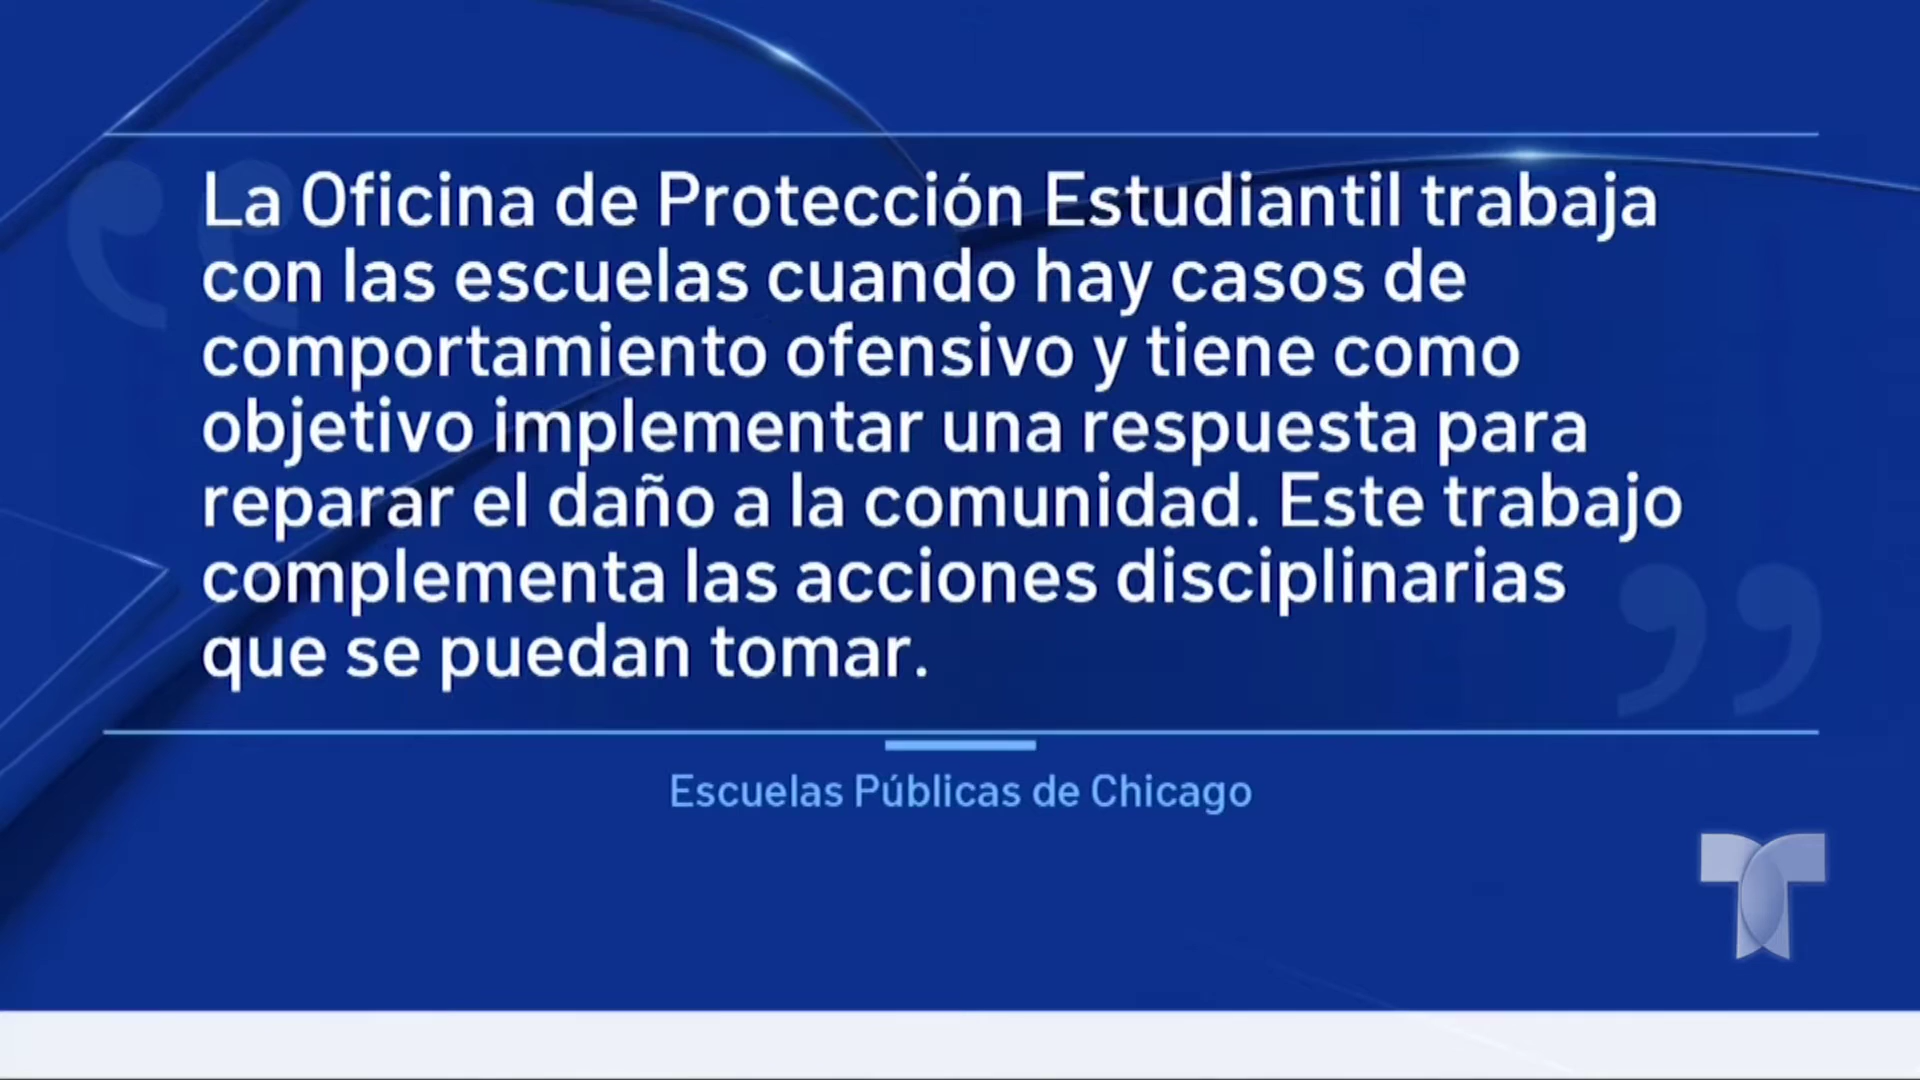 La Oficina de Protección Estudiantil trabaja
con las escuelas cuando hay casos de
comportamiento ofensivo y tiene como
objetivo implementar una respuesta para
reparar el daño a la comunidad. Este trabajo
complementa las acciones disciplinarias
que se puedan tomar.
Escuelas Públicas de Chicago